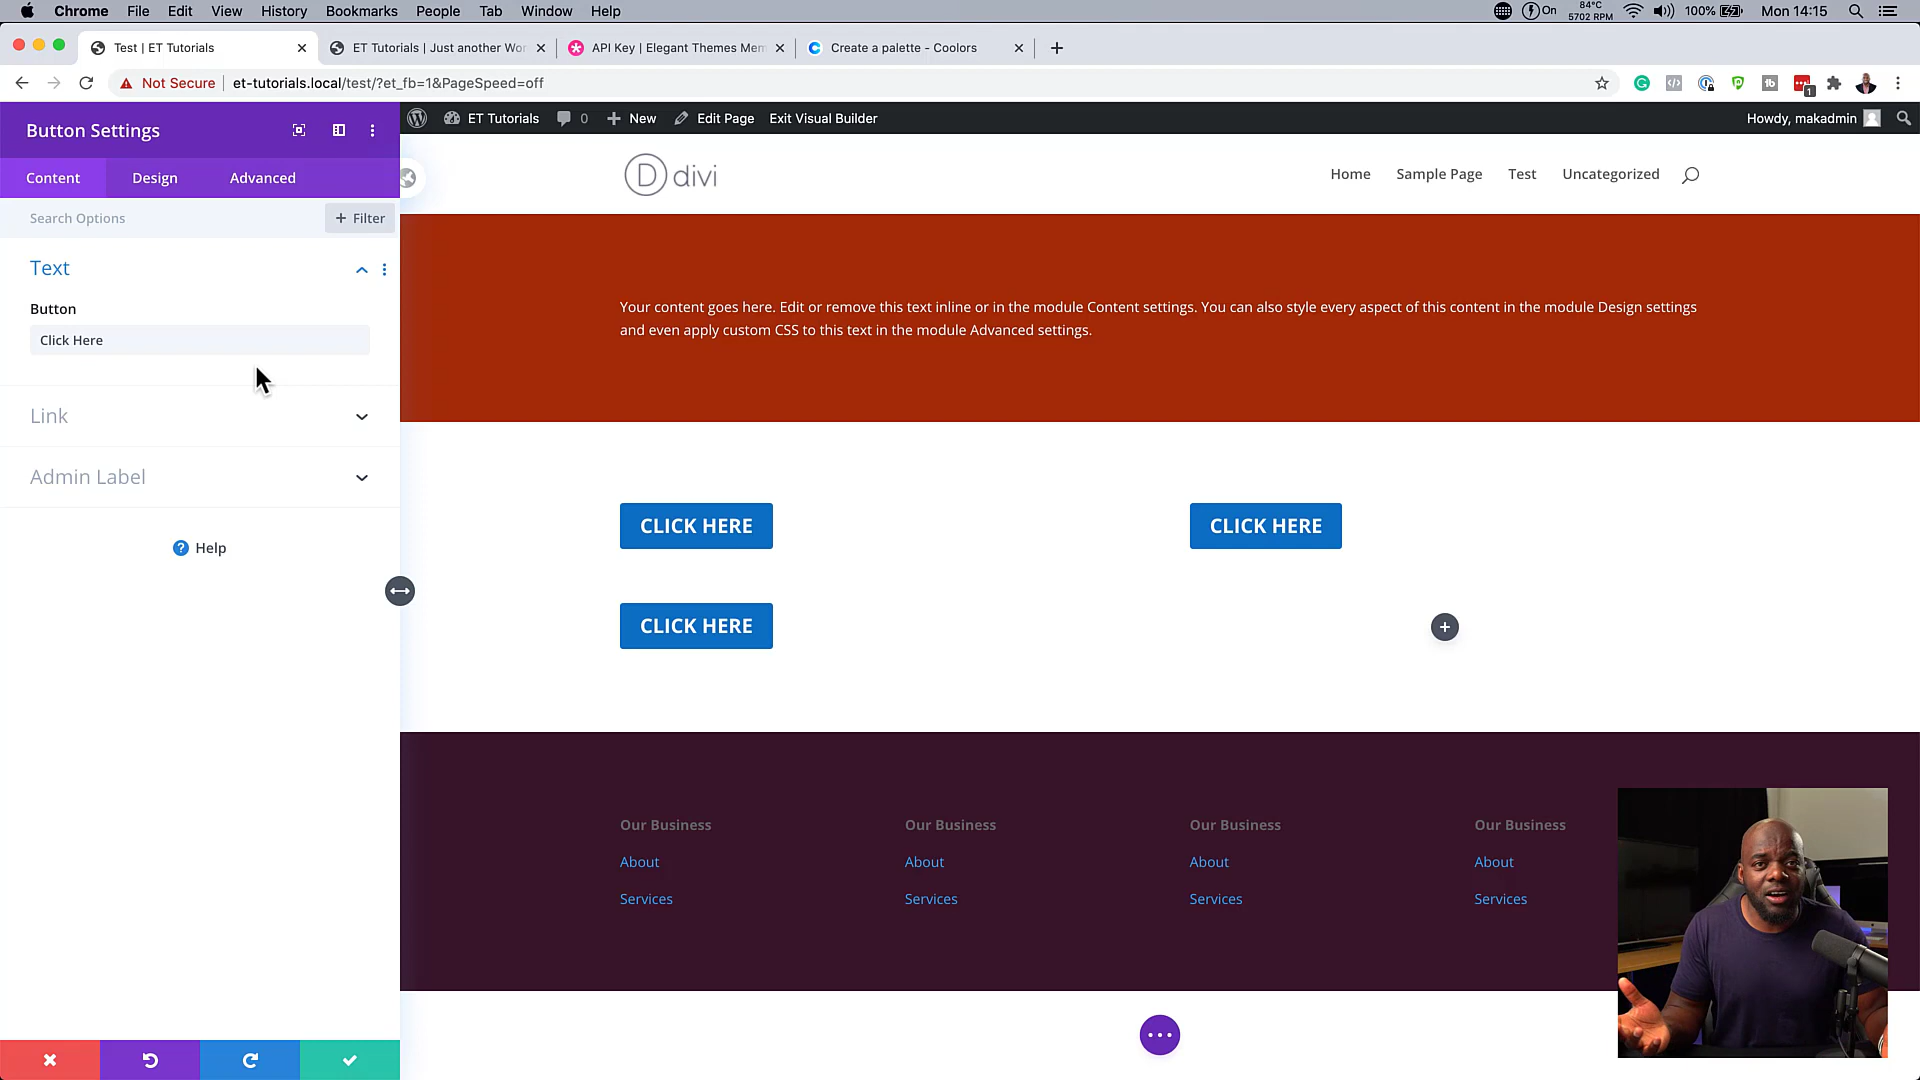 Chrome File Edit View History Bookmarks People Tab Window Help On 84°C 5702 RPM 100% Mon 14:15
Test | ET Tutorials ET Tutorials | Just another Wor API Key | Elegant Themes Mem Create a palette - Coolors
Not Secure et-tutorials.local/test/?et_fb=1&PageSpeed=off 1
Button Settings
ET Tutorials 0 New Edit Page Exit Visual Builder Howdy, makadmin
Content Design Advanced
divi
Home Sample Page Test Uncategorized
Search Options + Filter
Text
Button
Click Here
Link
Admin Label
Help
Your content goes here. Edit or remove this text inline or in the module Content settings. You can also style every aspect of this content in the module Design settings
and even apply custom CSS to this text in the module Advanced settings.
CLICK HERE CLICK HERE
CLICK HERE
Our Business Our Business Our Business Our Business
About About About About
Services Services Services Services